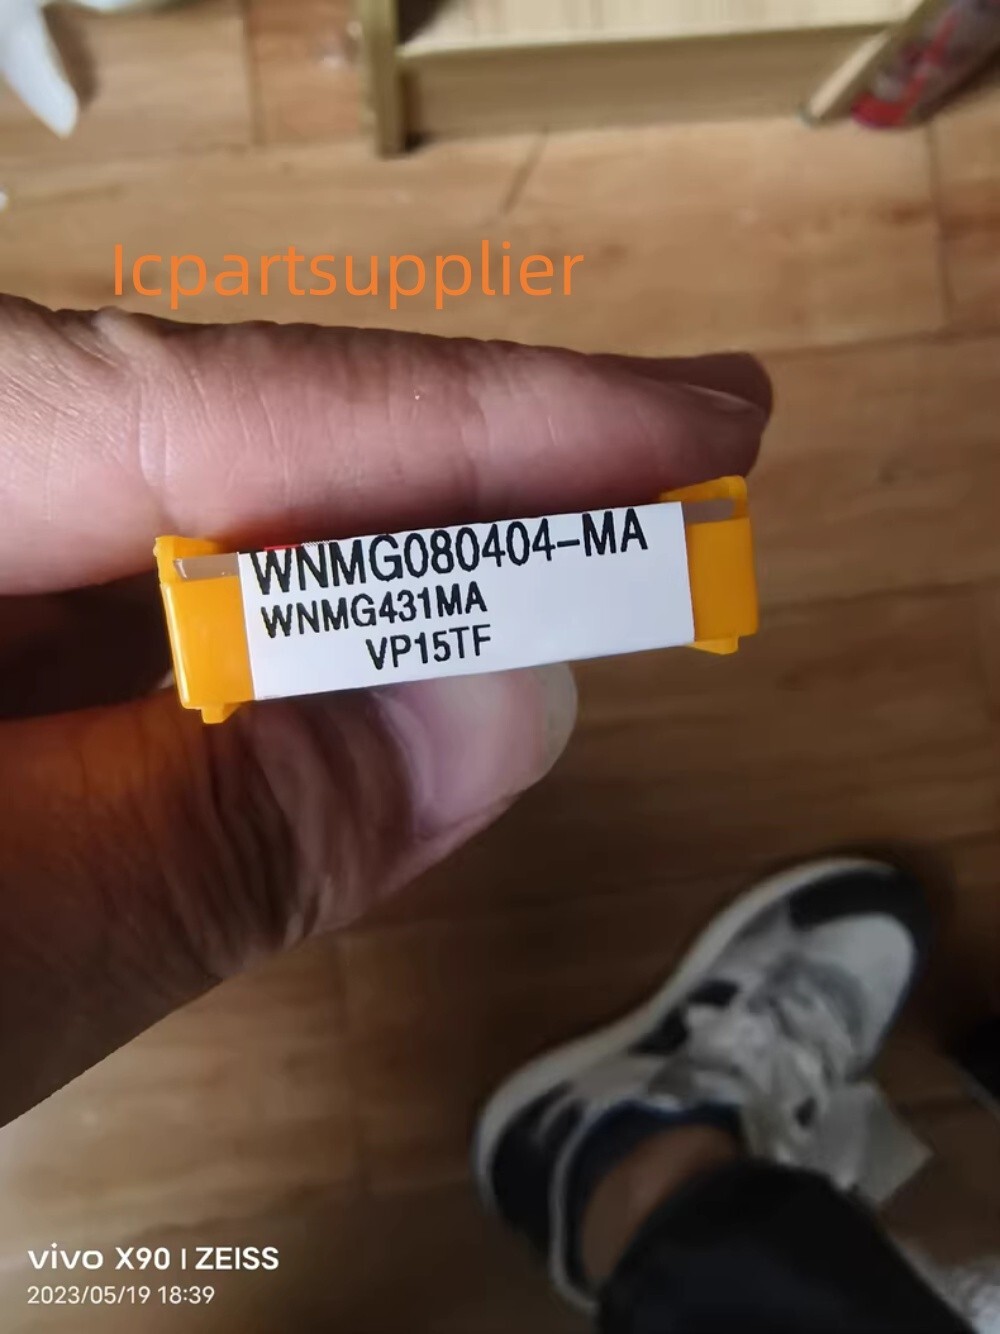 Icpartsupplier
WNMG080404-MA
WNMG431MA
VP15TF
vivo X90 | ZEISS
2023/05/19 18:39